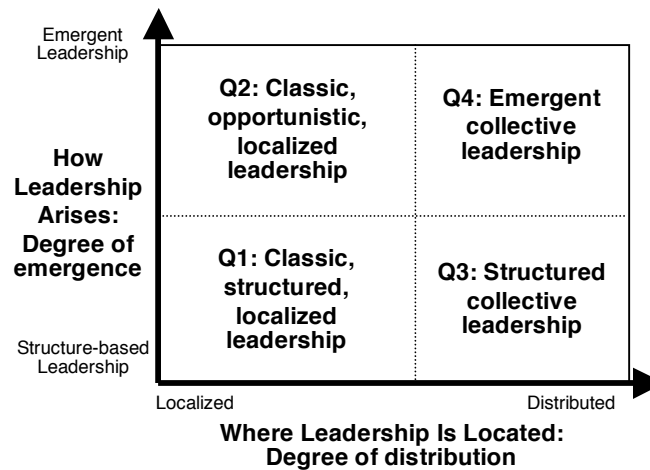 Emergent
Leadership
How
Leadership
Arises:
Degree of
emergence
Structure-based
Leadership
Q2: Classic,
opportunistic,
localized
leadership
Q4: Emergent
collective
leadership
Q1: Classic,
structured,
localized
leadership
Q3: Structured
collective
leadership
Localized
Distributed
Where Leadership Is Located:
Degree of distribution